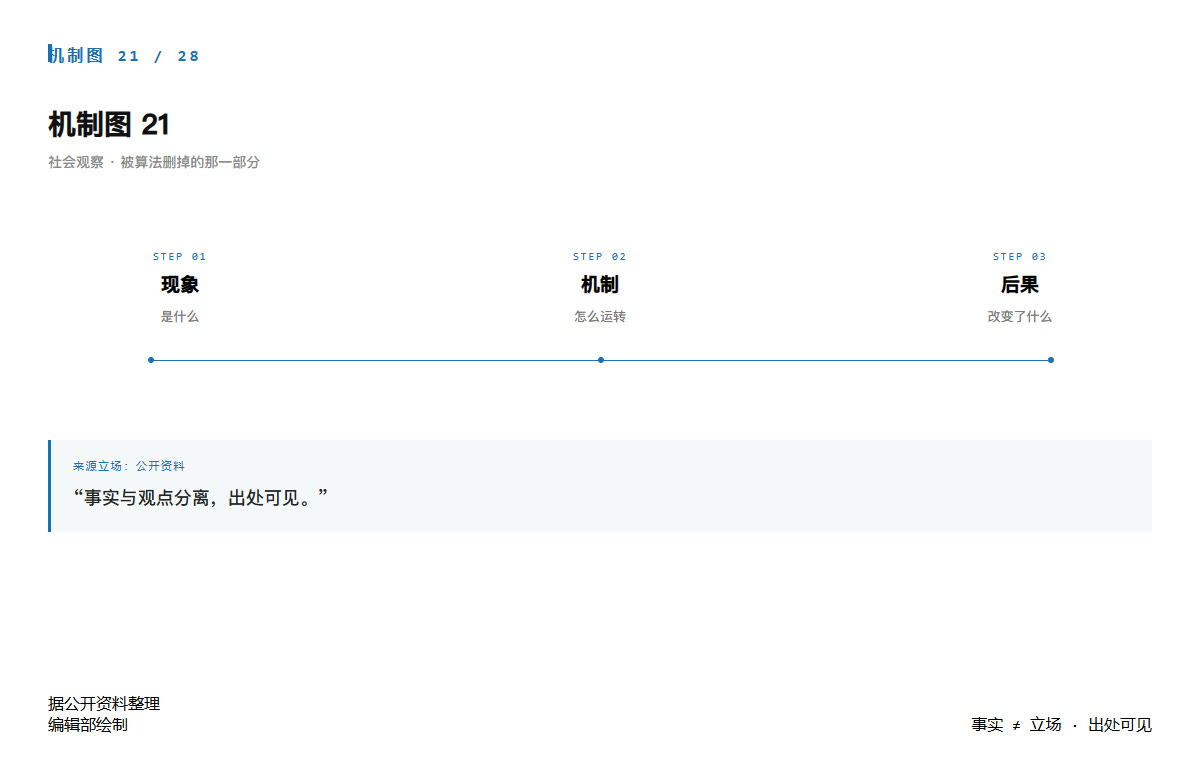 机制图 21 / 28
机制图 21
社会观察 · 被算法删掉的那一部分
STEP 01
现象
是什么
STEP 02
机制
怎么运转
STEP 03
后果
改变了什么
来源立场：公开资料
“事实与观点分离，出处可见。”
据公开资料整理
编辑部绘制
事实 ≠ 立场 · 出处可见